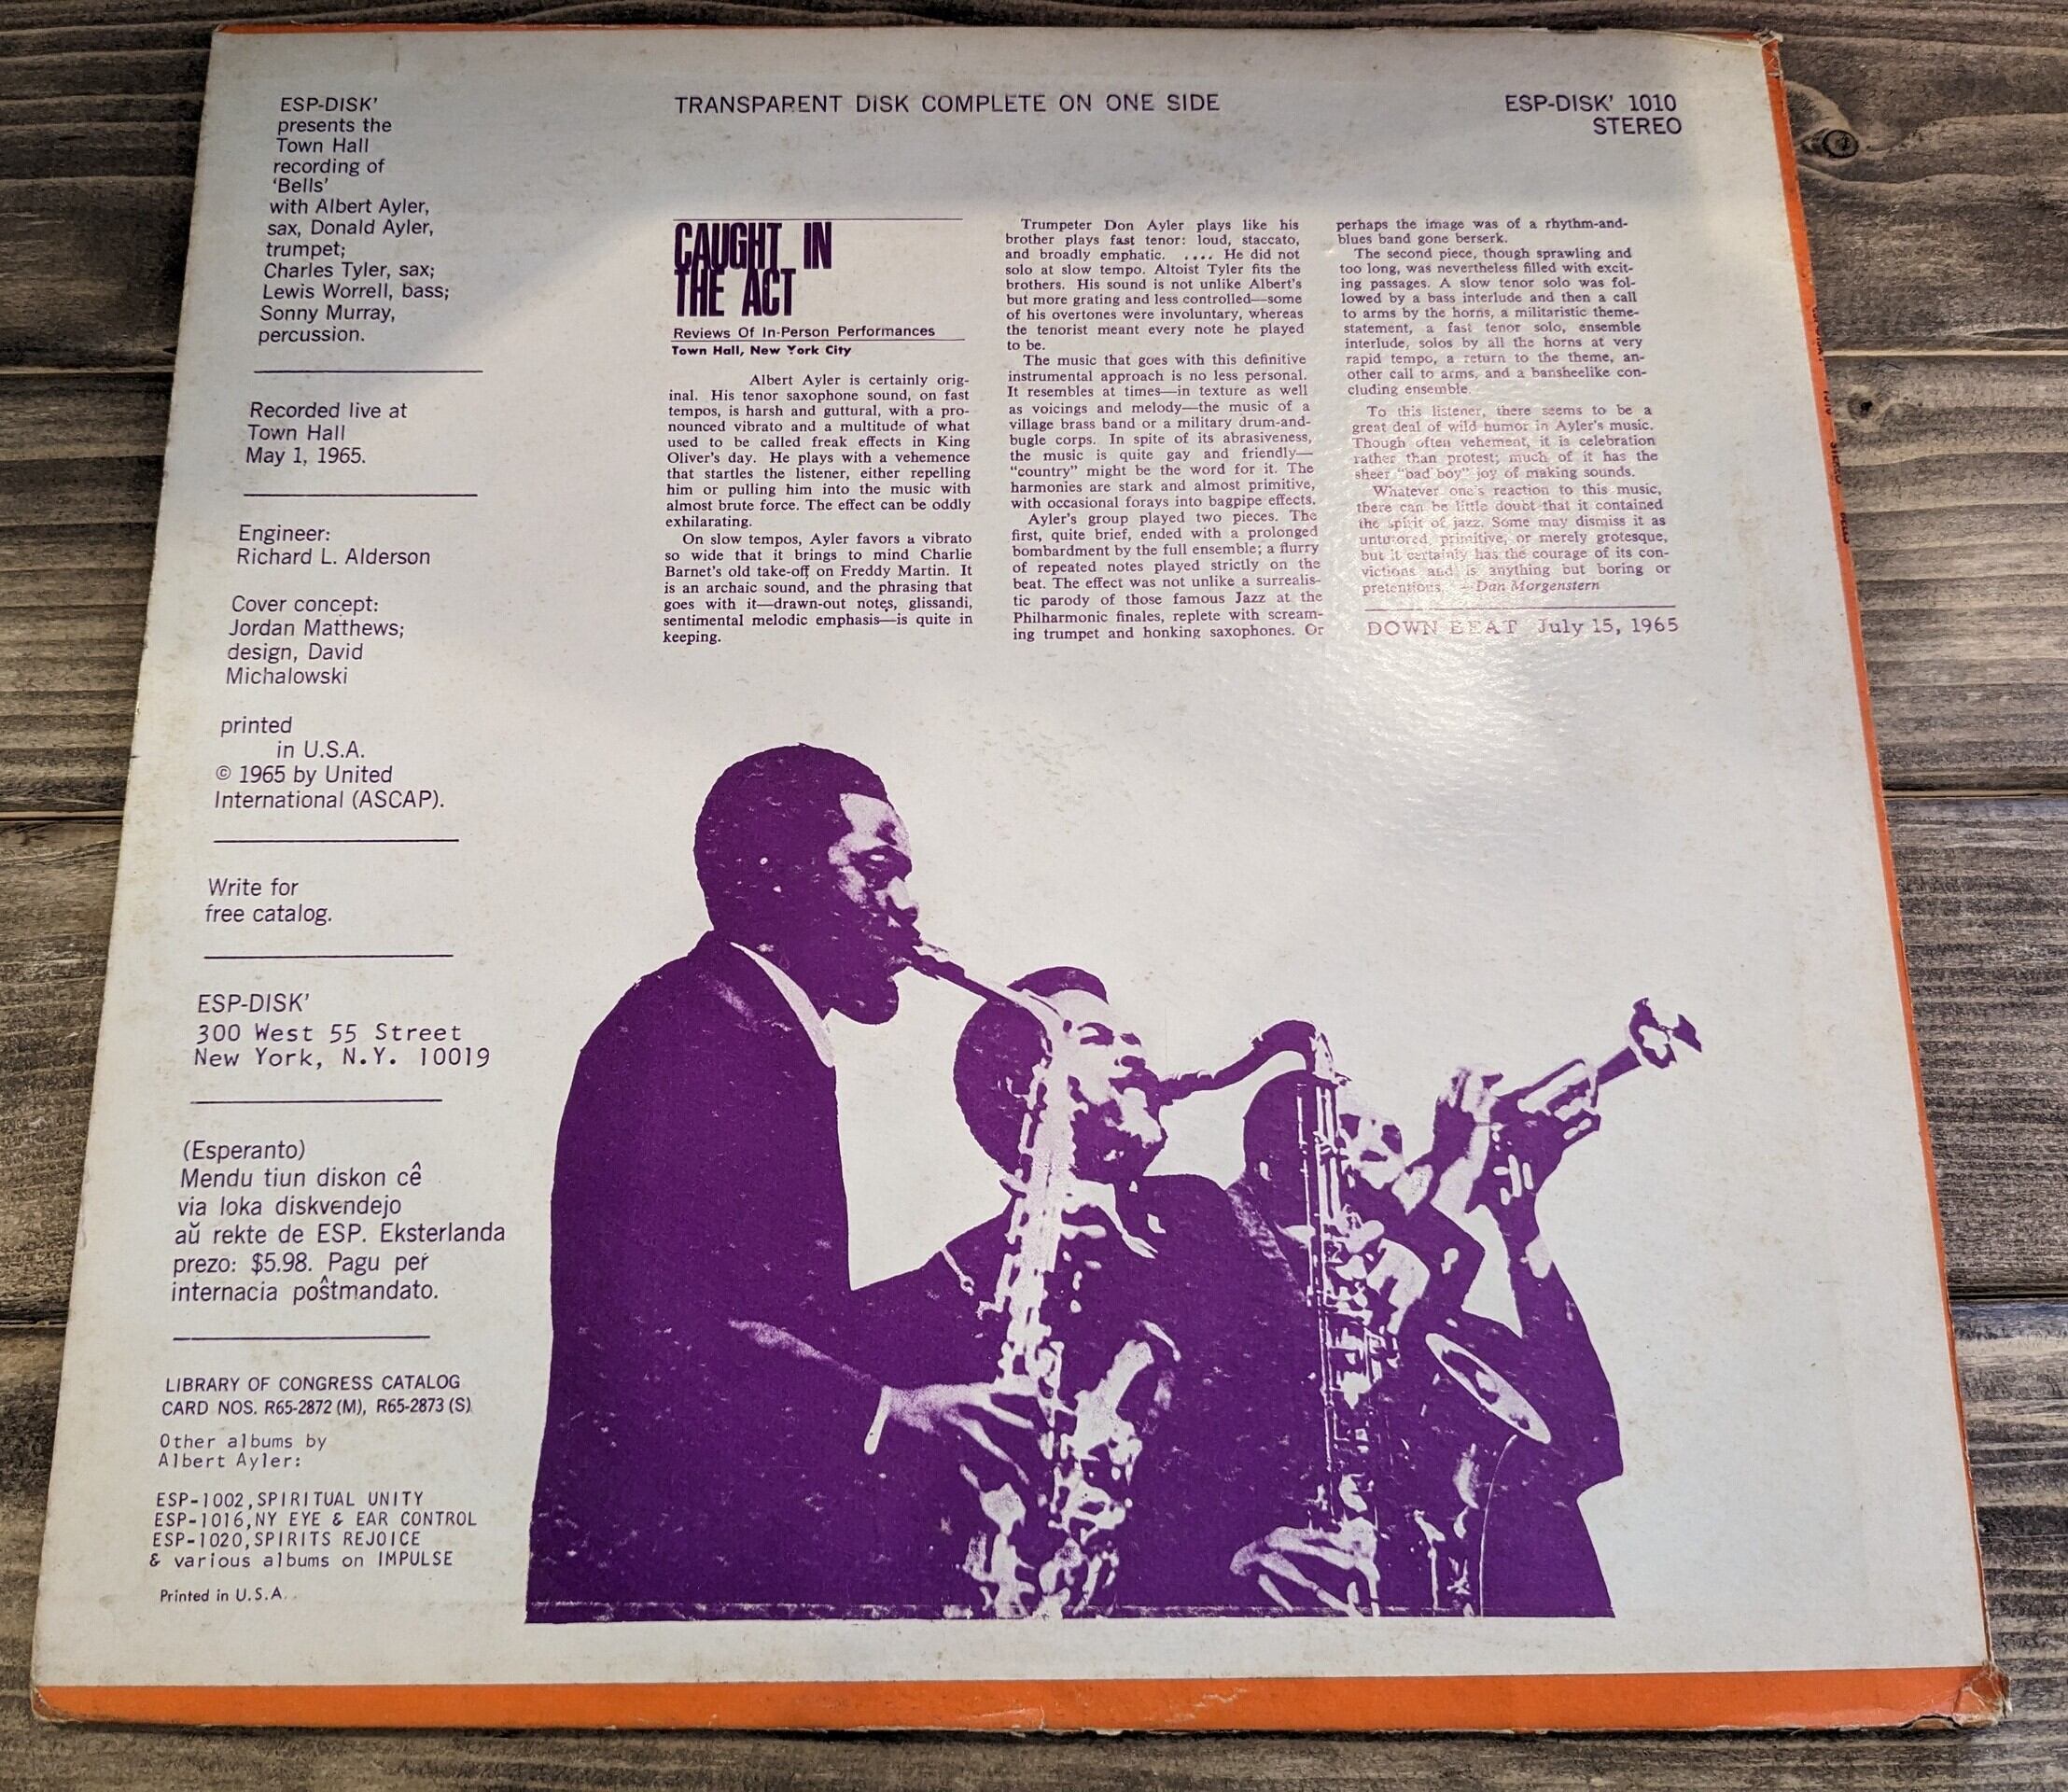 ESP-DISK'
presents the
Town Hall
recording of
'Bells'
with Albert Ayler,
sax, Donald Ayler,
trumpet;
Charles Tyler, sax;
Lewis Worrell, bass;
Sonny Murray,
percussion.
Recorded live at
Town Hall
May 1, 1965.
Engineer:
Richard L. Alderson
Cover concept:
Jordan Matthews;
design, David
Michalowski
printed
in U.S.A.
© 1965 by United
International (ASCAP).
Write for
free catalog.
ESP-DISK'
300 West 55 Street
New York, N.Y. 10019
(Esperanto)
Mendu tiun diskon cê
via loka diskvendejo
aŭ rekte de ESP. Eksterlanda
prezo: $5.98. Pagu per
internacia poŝtmandato.
LIBRARY OF CONGRESS CATALOG
CARD NOS. R65-2872 (M), R65-2873 (S)
Other albums by
Albert Ayler:
ESP-1002,SPIRITUAL UNITY
ESP-1016,NY EYE & EAR CONTROL
ESP-1020,SPIRITS REJOICE
& various albums on IMPULSE
Printed in U.S.A.
TRANSPARENT DISK COMPLETE ON ONE SIDE
ESP-DISK' 1010
STEREO
CAUGHT IN
THE ACT
Reviews Of In-Person Performances
Town Hall, New York City
Albert Ayler is certainly orig-
inal. His tenor saxophone sound, on fast
tempos, is harsh and guttural, with a pro-
nounced vibrato and a multitude of what
used to be called freak effects in King
Oliver's day. He plays with a vehemence
that startles the listener, either repelling
him or pulling him into the music with
almost brute force. The effect can be oddly
exhilarating.
On slow tempos, Ayler favors a vibrato
so wide that it brings to mind Charlie
Barnet's old take-off on Freddy Martin. It
is an archaic sound, and the phrasing that
goes with it—drawn-out notes, glissandi,
sentimental melodic emphasis—is quite in
keeping.
Trumpeter Don Ayler plays like his
brother plays fast tenor: loud, staccato,
and broadly emphatic. .... He did not
solo at slow tempo. Altoist Tyler fits the
brothers. His sound is not unlike Albert's
but more grating and less controlled—some
of his overtones were involuntary, whereas
the tenorist meant every note he played
to be.
The music that goes with this definitive
instrumental approach is no less personal.
It resembles at times—in texture as well
as voicings and melody—the music of a
village brass band or a military drum-and-
bugle corps. In spite of its abrasiveness,
the music is quite gay and friendly—
"country" might be the word for it. The
harmonies are stark and almost primitive,
with occasional forays into bagpipe effects.
Ayler's group played two pieces. The
first, quite brief, ended with a prolonged
bombardment by the full ensemble; a flurry
of repeated notes played strictly on the
beat. The effect was not unlike a surrealis-
tic parody of those famous Jazz at the
Philharmonic finales, replete with scream-
ing trumpet and honking saxophones. Or
perhaps the image was of a rhythm-and-
blues band gone berserk.
The second piece, though sprawling and
too long, was nevertheless filled with excit-
ing passages. A slow tenor solo was fol-
lowed by a bass interlude and then a call
to arms by the horns, a militaristic theme-
statement, a fast tenor solo, ensemble
interlude, solos by all the horns at very
rapid tempo, a return to the theme, an-
other call to arms, and a bansheelike con-
cluding ensemble.
To this listener, there seems to be a
great deal of wild humor in Ayler's music.
Though often vehement, it is celebration
rather than protest; much of it has the
sheer "bad boy" joy of making sounds.
Whatever one's reaction to this music,
there can be little doubt that it contained
the spirit of jazz. Some may dismiss it as
untutored, primitive, or merely grotesque,
but it certainly has the courage of its con-
victions and is anything but boring or
pretentious. —Dan Morgenstern
DOWN BEAT July 15, 1965